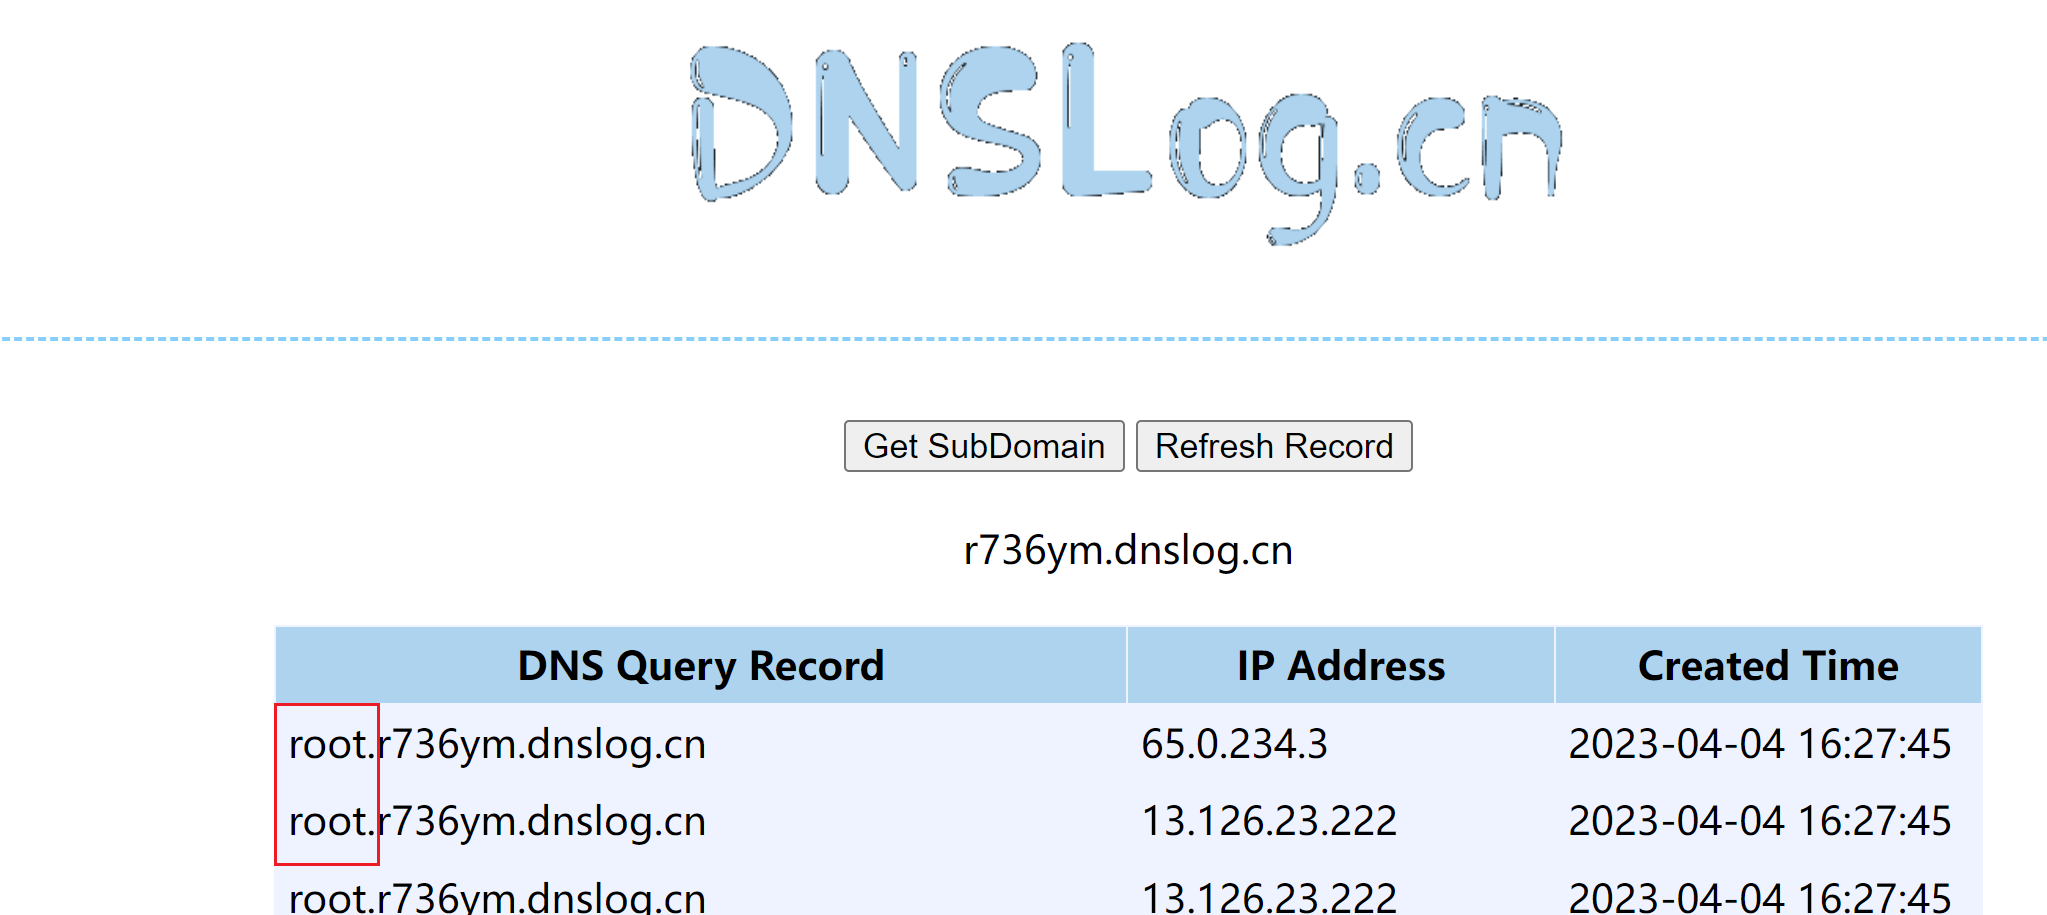 DNSLog.cn
Get SubDomain Refresh Record
r736ym.dnslog.cn
DNS Query Record IP Address Created Time
root.r736ym.dnslog.cn 65.0.234.3 2023-04-04 16:27:45
root.r736ym.dnslog.cn 13.126.23.222 2023-04-04 16:27:45
root.r736ym.dnslog.cn 13.126.23.222 2023-04-04 16:27:45